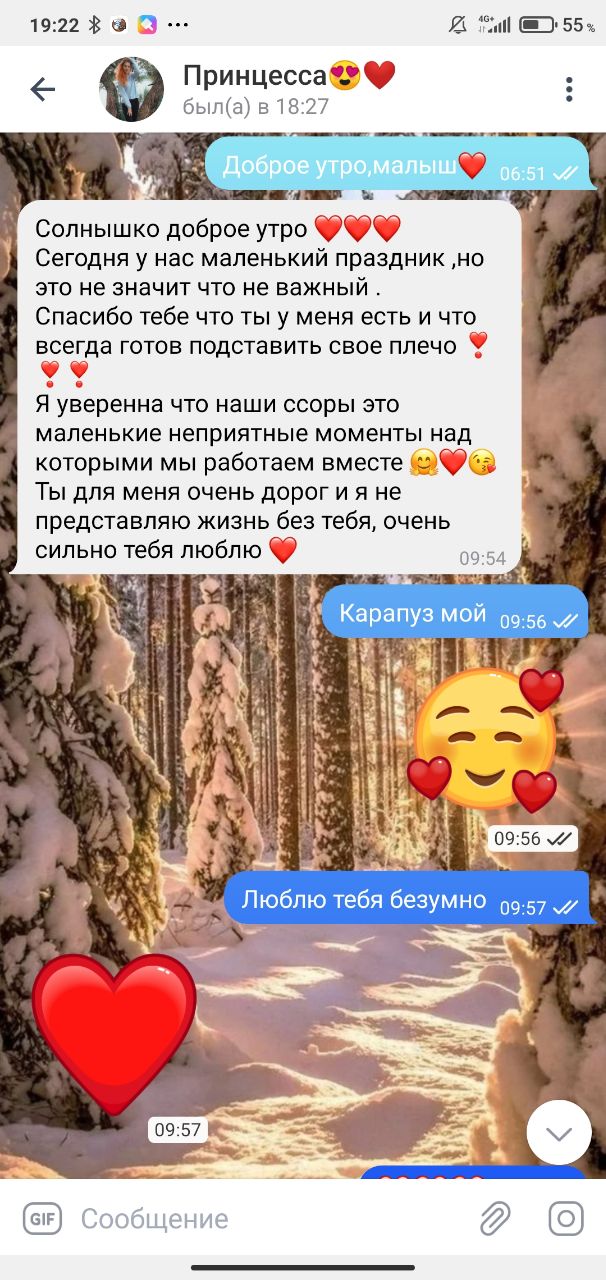 19:22 ••• 4G+ 55 %
Принцесса😍❤️
был(а) в 18:27
Доброе утро,малыш❤️ 06:51
Солнышко доброе утро ❤️❤️❤️
Сегодня у нас маленький праздник ,но
это не значит что не важный .
Спасибо тебе что ты у меня есть и что
всегда готов подставить свое плечо ❣️
❣️❣️
Я уверенна что наши ссоры это
маленькие неприятные моменты над
которыми мы работаем вместе 🤗❤️😘
Ты для меня очень дорог и я не
представляю жизнь без тебя, очень
сильно тебя люблю ❤️
09:54
Карапуз мой 09:56
09:56
Люблю тебя безумно 09:57
09:57
GIF Сообщение